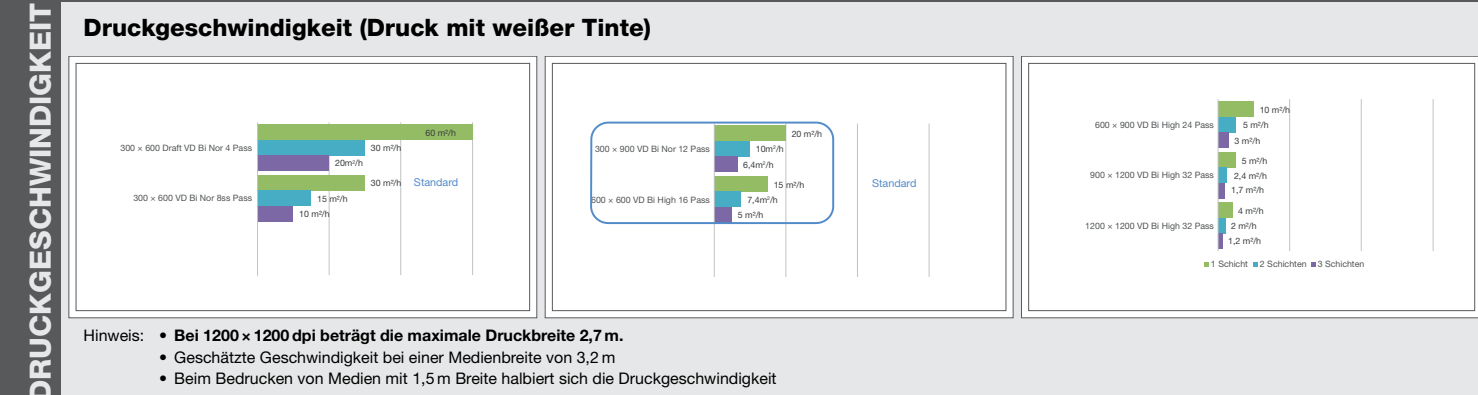 DRUCKGESCHWINDIGKEIT
Druckgeschwindigkeit (Druck mit weißer Tinte)
300 × 600 Draft VD Bi Nor 4 Pass
60 m²/h
30 m²/h
20m²/h
300 × 600 VD Bi Nor 8ss Pass
30 m²/h
15 m²/h
10 m²/h
Standard
300 × 900 VD Bi Nor 12 Pass
20 m²/h
10m²/h
6,4m²/h
600 × 600 VD Bi High 16 Pass
15 m²/h
7,4m²/h
5 m²/h
Standard
600 × 900 VD Bi High 24 Pass
10 m²/h
5 m²/h
3 m²/h
900 × 1200 VD Bi High 32 Pass
5 m²/h
2,4 m²/h
1,7 m²/h
1200 × 1200 VD Bi High 32 Pass
4 m²/h
2 m²/h
1,2 m²/h
1 Schicht 2 Schichten 3 Schichten
Hinweis: • Bei 1200 × 1200 dpi beträgt die maximale Druckbreite 2,7 m.
• Geschätzte Geschwindigkeit bei einer Medienbreite von 3,2 m
• Beim Bedrucken von Medien mit 1,5 m Breite halbiert sich die Druckgeschwindigkeit